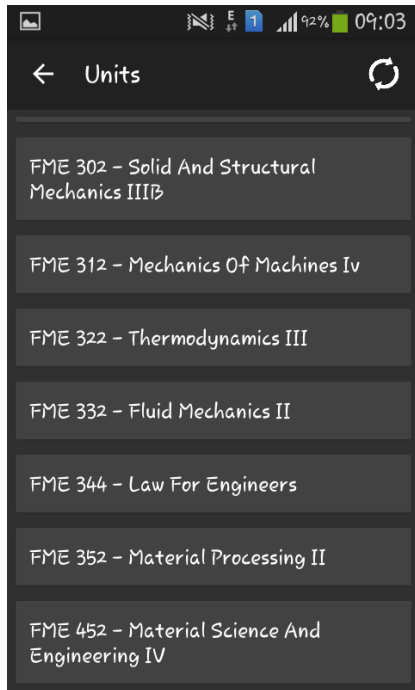 E 1 92% 09:03
Units
FME 302 - Solid And Structural
Mechanics IIIB
FME 312 - Mechanics Of Machines Iv
FME 322 - Thermodynamics III
FME 332 - Fluid Mechanics II
FME 344 - Law For Engineers
FME 352 - Material Processing II
FME 452 - Material Science And
Engineering IV